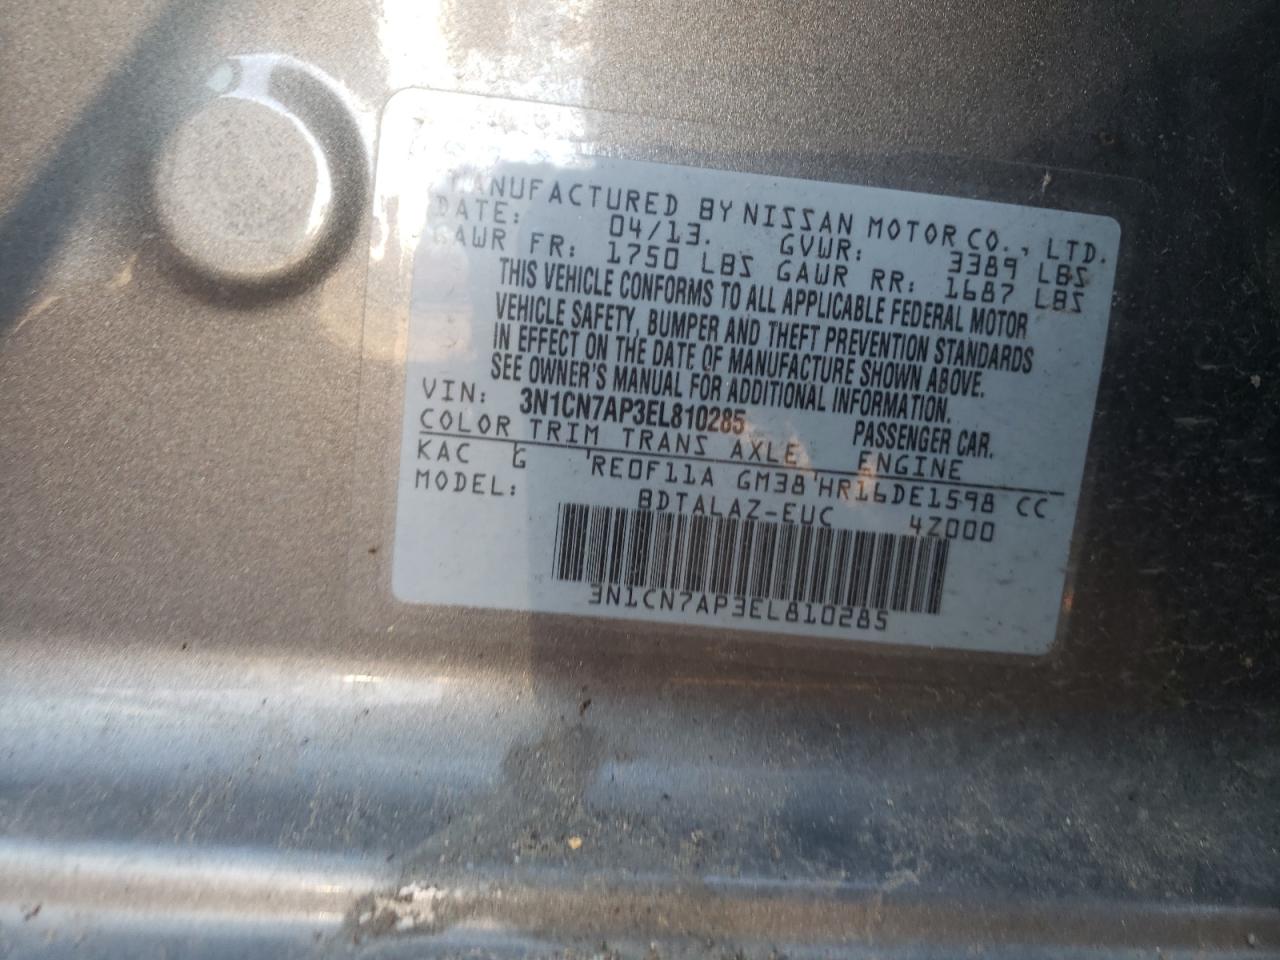 MANUFACTURED BY NISSAN MOTOR CO., LTD.
DATE: 04/13. GVWR: 3389 LBS
GAWR FR: 1750 LBS GAWR RR: 1687 LBS
THIS VEHICLE CONFORMS TO ALL APPLICABLE FEDERAL MOTOR
VEHICLE SAFETY, BUMPER AND THEFT PREVENTION STANDARDS
IN EFFECT ON THE DATE OF MANUFACTURE SHOWN ABOVE.
SEE OWNER'S MANUAL FOR ADDITIONAL INFORMATION.
VIN: 3N1CN7AP3EL810285 PASSENGER CAR.
COLOR TRIM TRANS AXLE ENGINE
KAC G RE0F11A GM38 HR16DE1598 CC
MODEL: BDTALAZ-EUC 4Z000
3N1CN7AP3EL810285